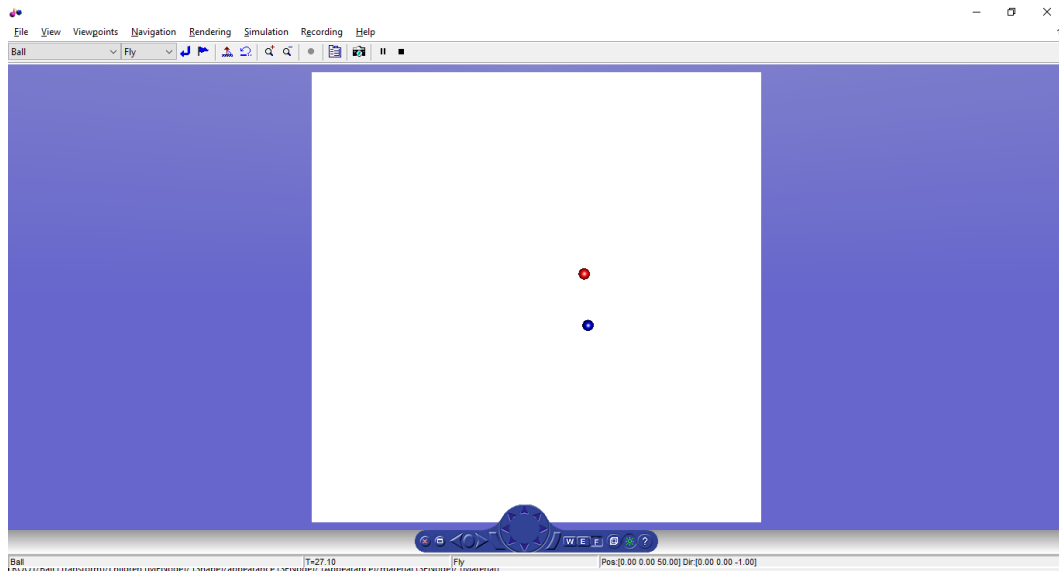 File View Viewpoints Navigation Rendering Simulation Recording Help
Ball Fly
W E F ?
Ball T=27.10 Fly Pos:[0.00 0.00 50.00] Dir:[0.00 0.00 -1.00]